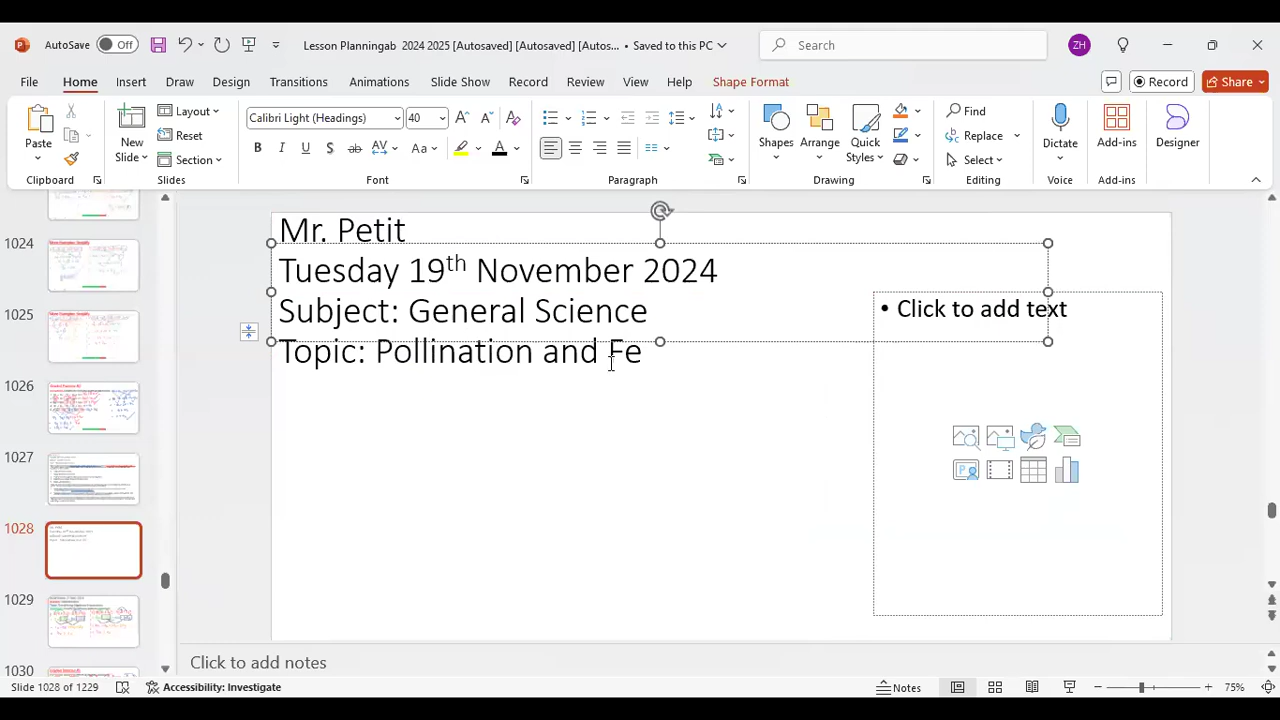 AutoSave Off Lesson Planningab 2024 2025 [Autosaved] [Autosaved] [Autos... • Saved to this PC Search ZH
File Home Insert Draw Design Transitions Animations Slide Show Record Review View Help Shape Format Record Share
Paste New Slide Layout Reset Section Calibri Light (Headings) 40 Shapes Arrange Quick Styles Find Replace Select Dictate Add-ins Designer
Clipboard Slides Font Paragraph Drawing Editing Voice Add-ins
1024
1025
1026
1027
1028
1029
1030
Mr. Petit
Tuesday 19th November 2024
Subject: General Science
Topic: Pollination and Fe
• Click to add text
Click to add notes
Slide 1028 of 1229 Accessibility: Investigate Notes 75%